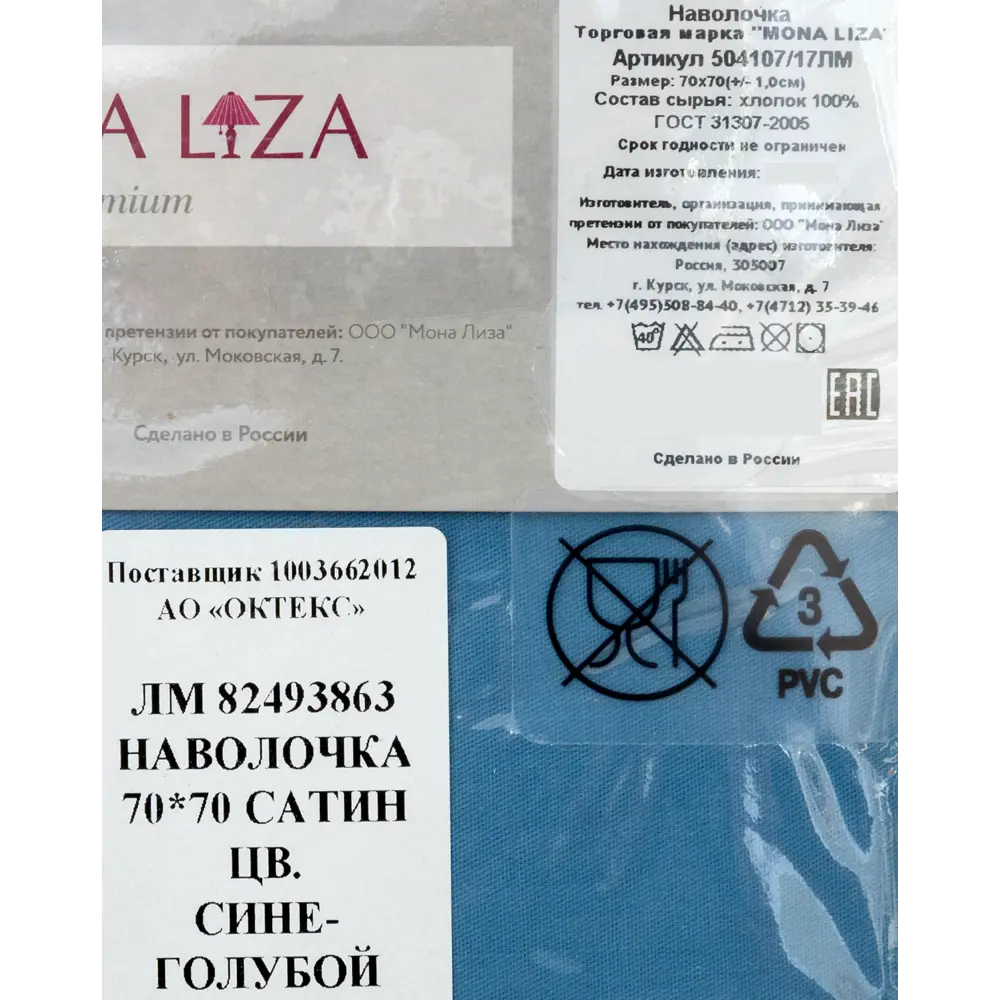 А LIZA
mium
претензии от покупателей: ООО "Мона Лиза"
Курск, ул. Моковская, д.7.
Сделано в России
Наволочка
Торговая марка "MONA LIZA"
Артикул 504107/17ЛМ
Размер: 70х70(+/- 1,0см)
Состав сырья: хлопок 100%
ГОСТ 31307-2005
Срок годности не ограничен
Дата изготовления:
Изготовитель, организация, принимающая
претензии от покупателей: ООО "Мона Лиза"
Место нахождения (адрес) изготовителя:
Россия, 305007
г. Курск, ул. Моковская, д. 7
тел. +7(495)508-84-40, +7(4712) 35-39-46
40°
EAC
Сделано в России
Поставщик 1003662012
АО «ОКТЕКС»
ЛМ 82493863
НАВОЛОЧКА
70*70 САТИН
ЦВ.
СИНЕ-
ГОЛУБОЙ
3
PVC